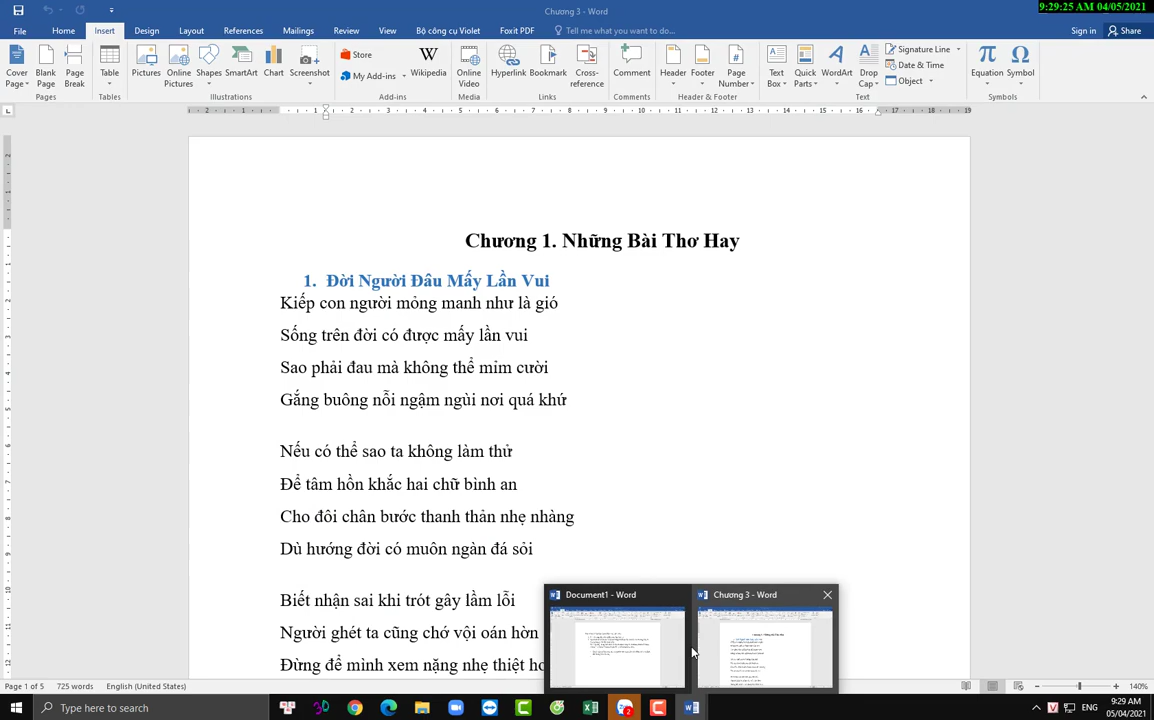 9:29:25 AM 04/05/2021
Chương 3 - Word
File Home Insert Design Layout References Mailings Review View Bộ công cụ Violet Foxit PDF Tell me what you want to do... Sign in Share
Cover Page Blank Page Page Break
Pages
Table
Tables
Pictures Online Pictures Shapes SmartArt Chart Screenshot
Illustrations
Store
My Add-ins
Wikipedia
Add-ins
Online Video
Media
Hyperlink Bookmark Cross-reference
Links
Comment
Comments
Header Footer Page Number
Header & Footer
Text Box Quick Parts WordArt Drop Cap
Signature Line
Date & Time
Object
Text
Equation Symbol
Symbols
Chương 1. Những Bài Thơ Hay
1. Đời Người Đâu Mấy Lần Vui
Kiếp con người mỏng manh như là gió
Sống trên đời có được mấy lần vui
Sao phải đau mà không thể mỉm cười
Gắng buông nỗi ngậm ngùi nơi quá khứ
Nếu có thể sao ta không làm thử
Để tâm hồn khắc hai chữ bình an
Cho đôi chân bước thanh thản nhẹ nhàng
Dù hướng đời có muôn ngàn đá sỏi
Biết nhận sai khi trót gây lầm lỗi
Người ghét ta cũng chớ vội oán hờn
Đừng để mình xem nặng nhẹ thiệt
Document1 - Word
Chương 3 - Word
Page 1 of 5 725 words English (United States) 140%
Type here to search
ENG
9:29 AM
05/04/2021